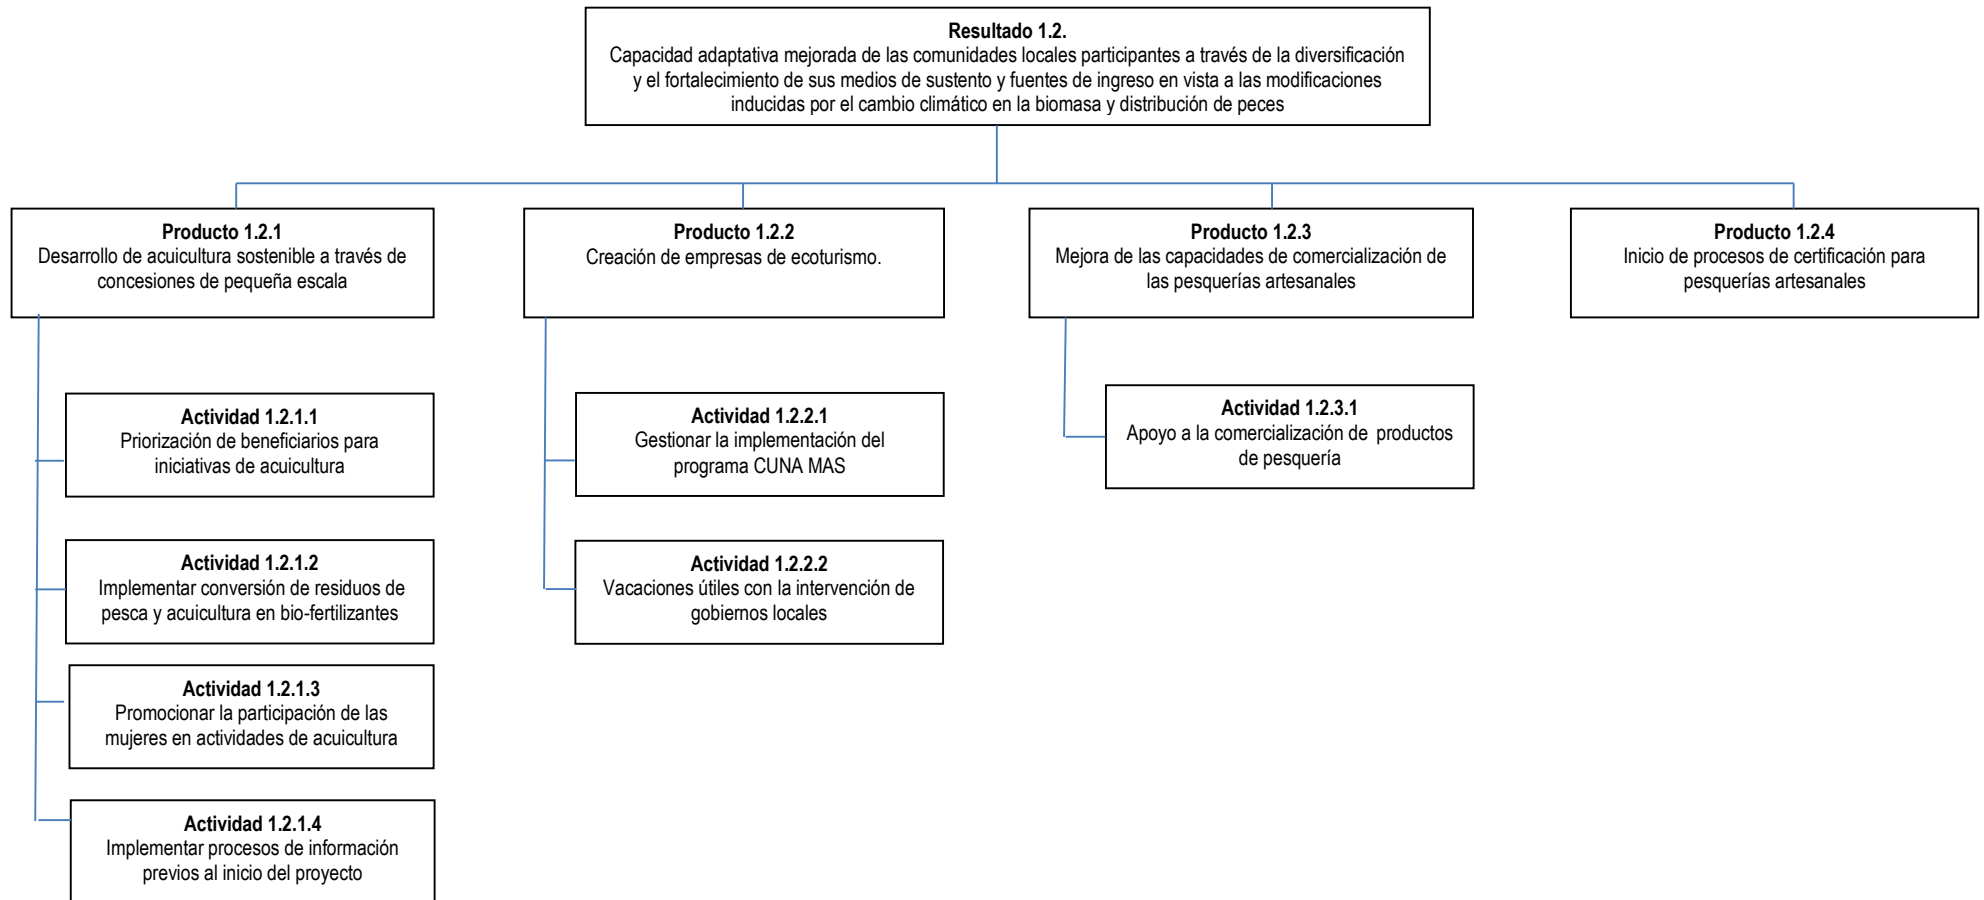 Resultado 1.2.
Capacidad adaptativa mejorada de las comunidades locales participantes a través de la diversificación
y el fortalecimiento de sus medios de sustento y fuentes de ingreso en vista a las modificaciones
inducidas por el cambio climático en la biomasa y distribución de peces
Producto 1.2.1
Desarrollo de acuicultura sostenible a través de
concesiones de pequeña escala
Producto 1.2.2
Creación de empresas de ecoturismo.
Producto 1.2.3
Mejora de las capacidades de comercialización de
las pesquerías artesanales
Producto 1.2.4
Inicio de procesos de certificación para
pesquerías artesanales
Actividad 1.2.1.1
Priorización de beneficiarios para
iniciativas de acuicultura
Actividad 1.2.2.1
Gestionar la implementación del
programa CUNA MAS
Actividad 1.2.3.1
Apoyo a la comercialización de productos
de pesquería
Actividad 1.2.1.2
Implementar conversión de residuos de
pesca y acuicultura en bio-fertilizantes
Actividad 1.2.2.2
Vacaciones útiles con la intervención de
gobiernos locales
Actividad 1.2.1.3
Promocionar la participación de las
mujeres en actividades de acuicultura
Actividad 1.2.1.4
Implementar procesos de información
previos al inicio del proyecto